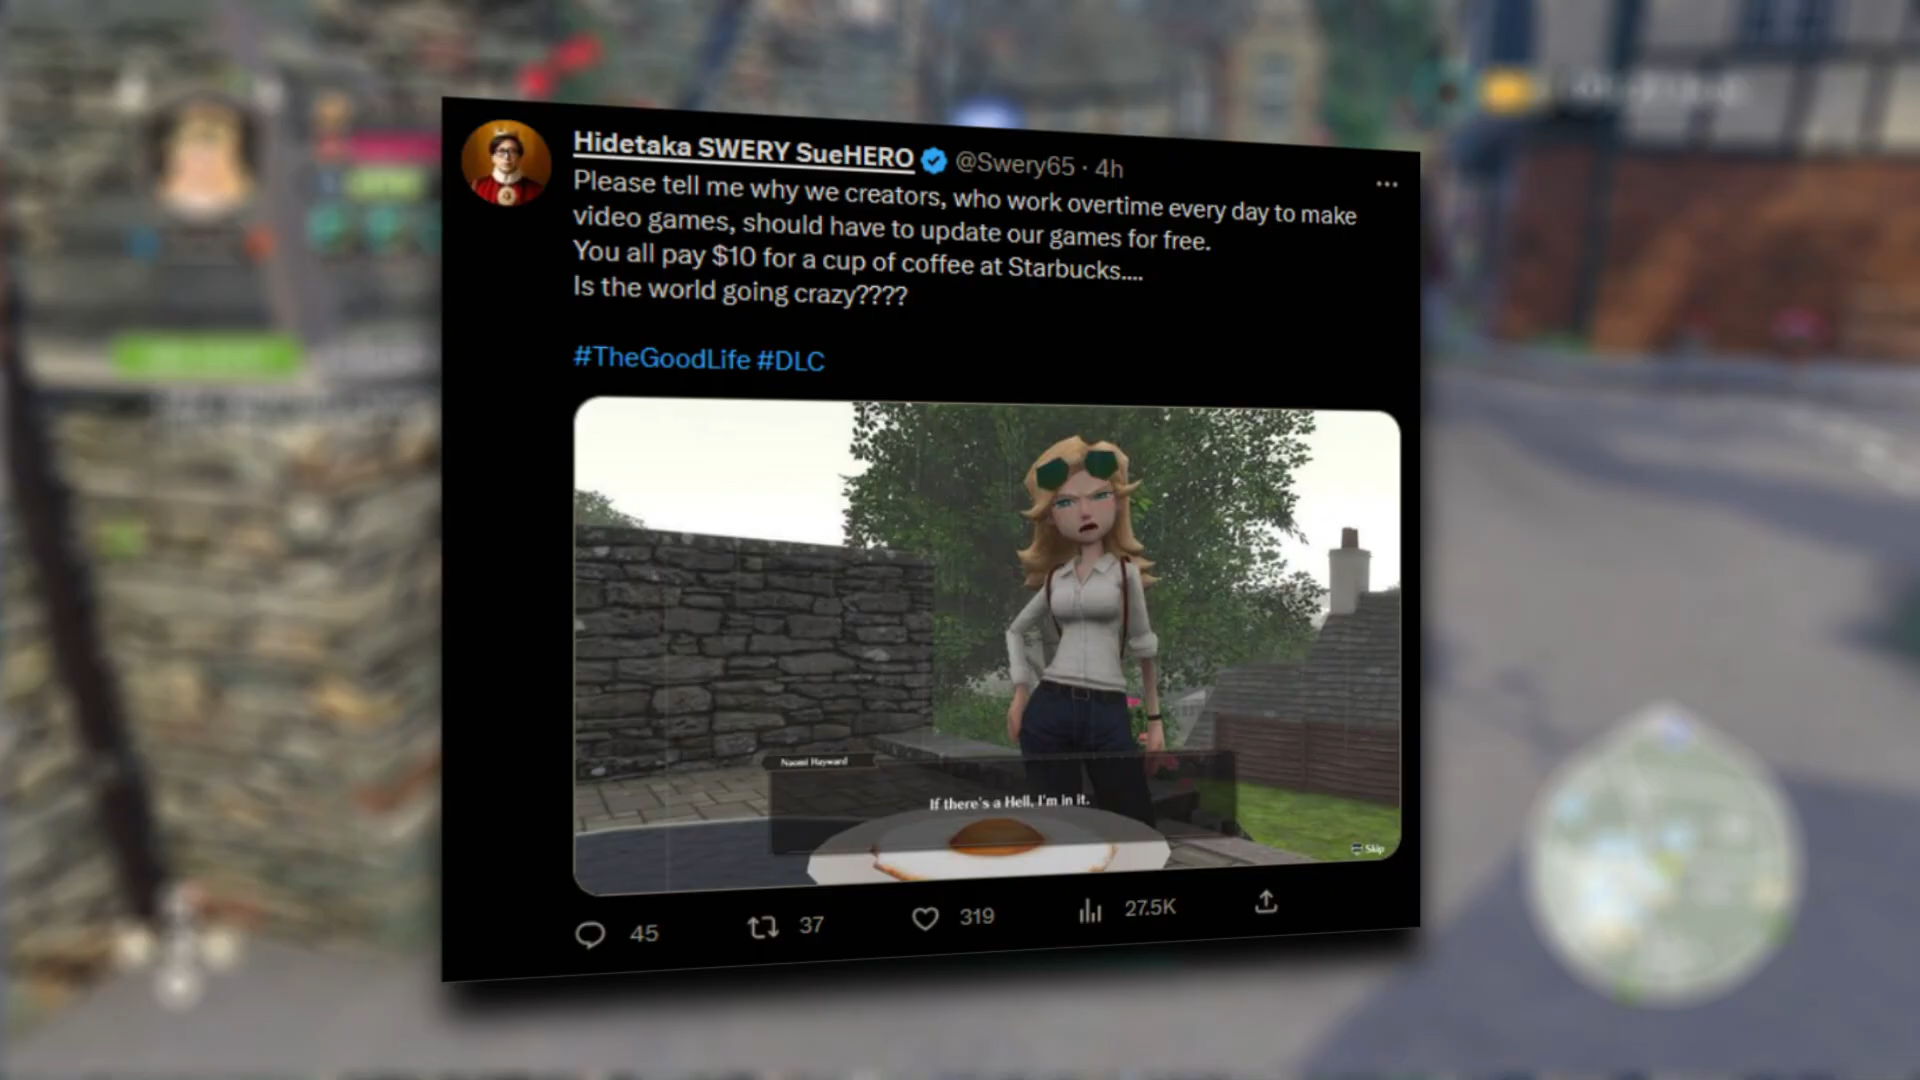 Hidetaka SWERY SueHERO @Swery65 · 4h
Please tell me why we creators, who work overtime every day to make
video games, should have to update our games for free.
You all pay $10 for a cup of coffee at Starbucks....
Is the world going crazy????
#TheGoodLife #DLC
Naomi Hayward
If there's a Hell, I'm in it.
Skip
45 37 319 27.5K